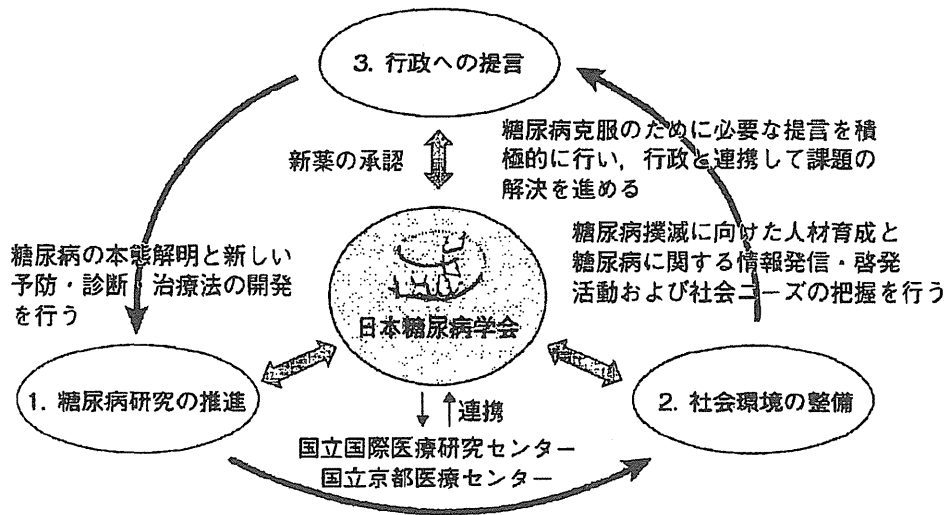 3. 行政への提言
新薬の承認
糖尿病克服のために必要な提言を積
極的に行い，行政と連携して課題の
解決を進める
糖尿病の本態解明と新しい
予防・診断・治療法の開発
を行う
糖尿病撲滅に向けた人材育成と
糖尿病に関する情報発信・啓発
活動および社会ニーズの把握を行う
日本糖尿病学会
1. 糖尿病研究の推進
2. 社会環境の整備
連携
国立国際医療研究センター
国立京都医療センター